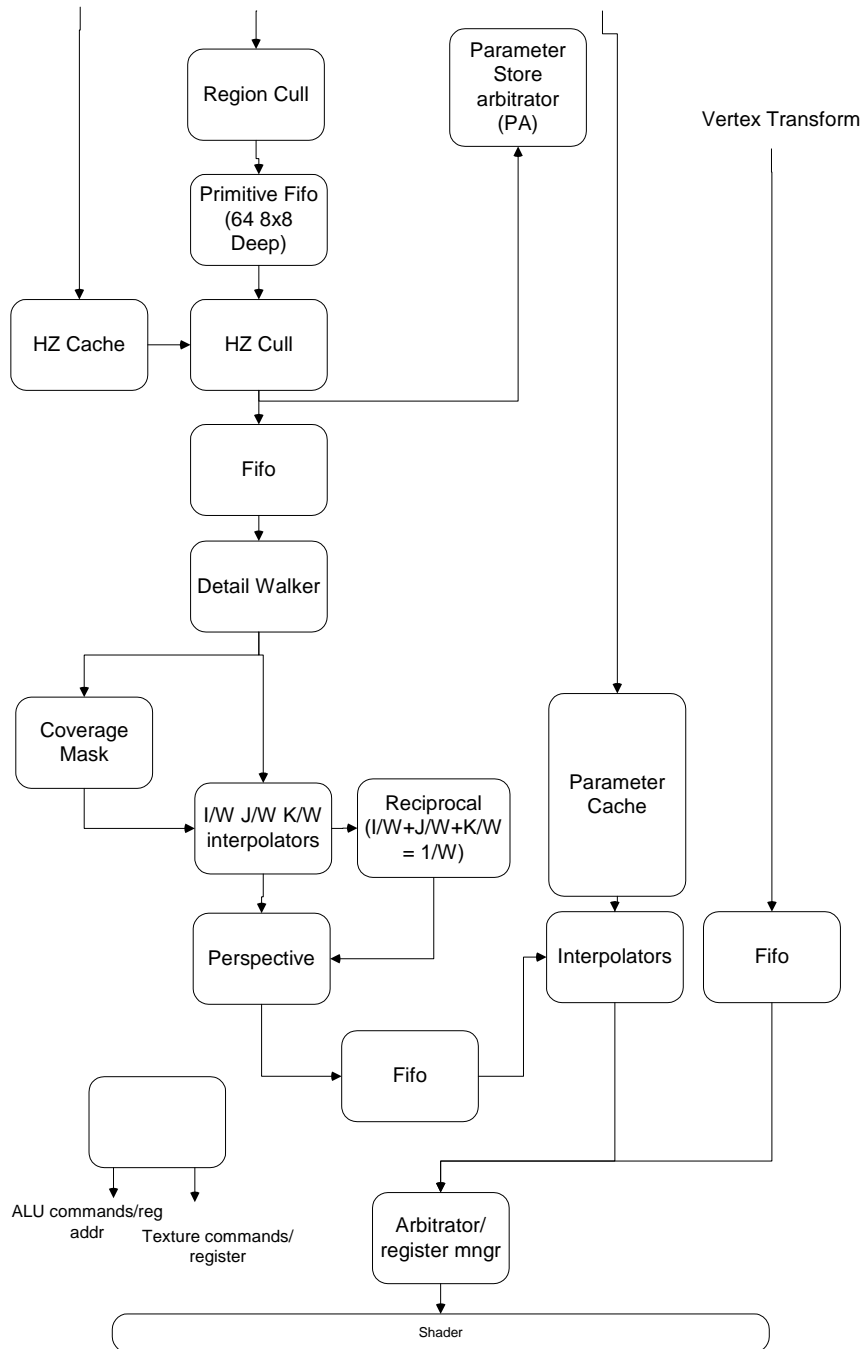 Region Cull
Parameter
Store
arbitrator
(PA)
Vertex Transform
Primitive Fifo
(64 8x8
Deep)
HZ Cache
HZ Cull
Fifo
Detail Walker
Coverage
Mask
I/W J/W K/W
interpolators
Reciprocal
(I/W+J/W+K/W
= 1/W)
Parameter
Cache
Perspective
Interpolators
Fifo
Fifo
ALU commands/reg
addr
Texture commands/
register
Arbitrator/
register mngr
Shader